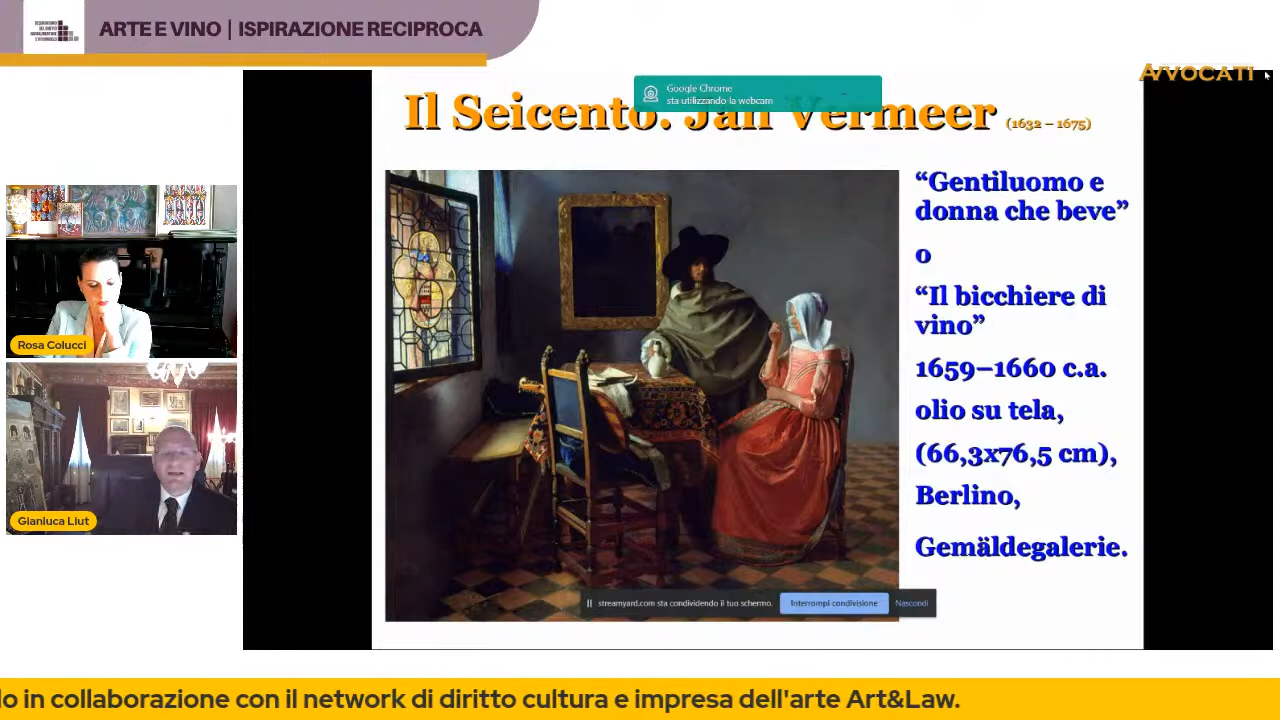 ARTE E VINO | ISPIRAZIONE RECIPROCA
AVVOCATI
Google Chrome
sta utilizzando la webcam
Il Seicento. Jan Vermeer (1632 – 1675)
“Gentiluomo e
donna che beve”
o
“Il bicchiere di
vino”
1659–1660 c.a.
olio su tela,
(66,3x76,5 cm),
Berlino,
Gemäldegalerie.
Rosa Colucci
Gianluca Liut
streamyard.com sta condividendo il tuo schermo. Interrompi condivisione Nascondi
lo in collaborazione con il network di diritto cultura e impresa dell'arte Art&Law.